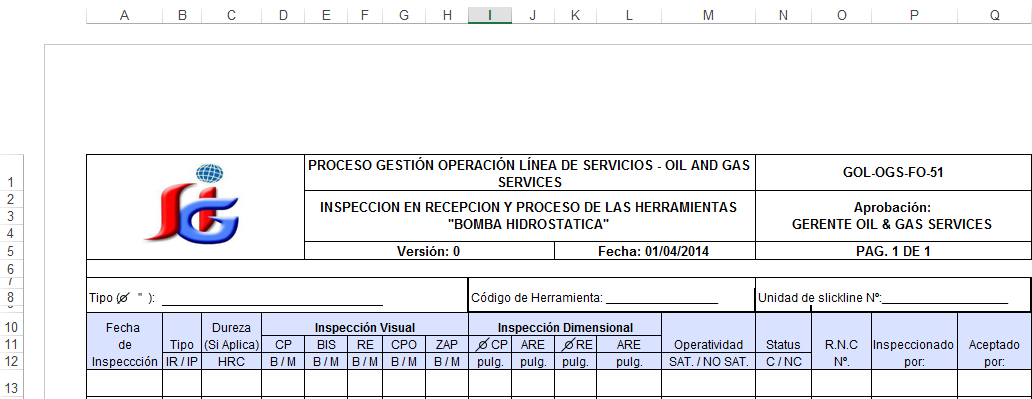 A B C D E F G H I J K L M N O P Q
1 2 3 4 5 6 7 8 10 11 12 13
PROCESO GESTIÓN OPERACIÓN LÍNEA DE SERVICIOS - OIL AND GAS
SERVICES
GOL-OGS-FO-51
INSPECCION EN RECEPCION Y PROCESO DE LAS HERRAMIENTAS
"BOMBA HIDROSTATICA"
Aprobación:
GERENTE OIL & GAS SERVICES
Versión: 0 Fecha: 01/04/2014 PAG. 1 DE 1
Tipo (⌀ " ): ____ Código de Herramienta: ____ Unidad de slickline Nº:____
Fecha Dureza Inspección Visual Inspección Dimensional
de Tipo (Si Aplica) CP BIS RE CPO ZAP ⌀ CP ARE ⌀ RE ARE Operatividad Status R.N.C Inspeccionado Aceptado
Inspeccción IR / IP HRC B / M B / M B / M B / M B / M pulg. pulg. pulg. pulg. SAT. / NO SAT. C / NC Nº. por: por: